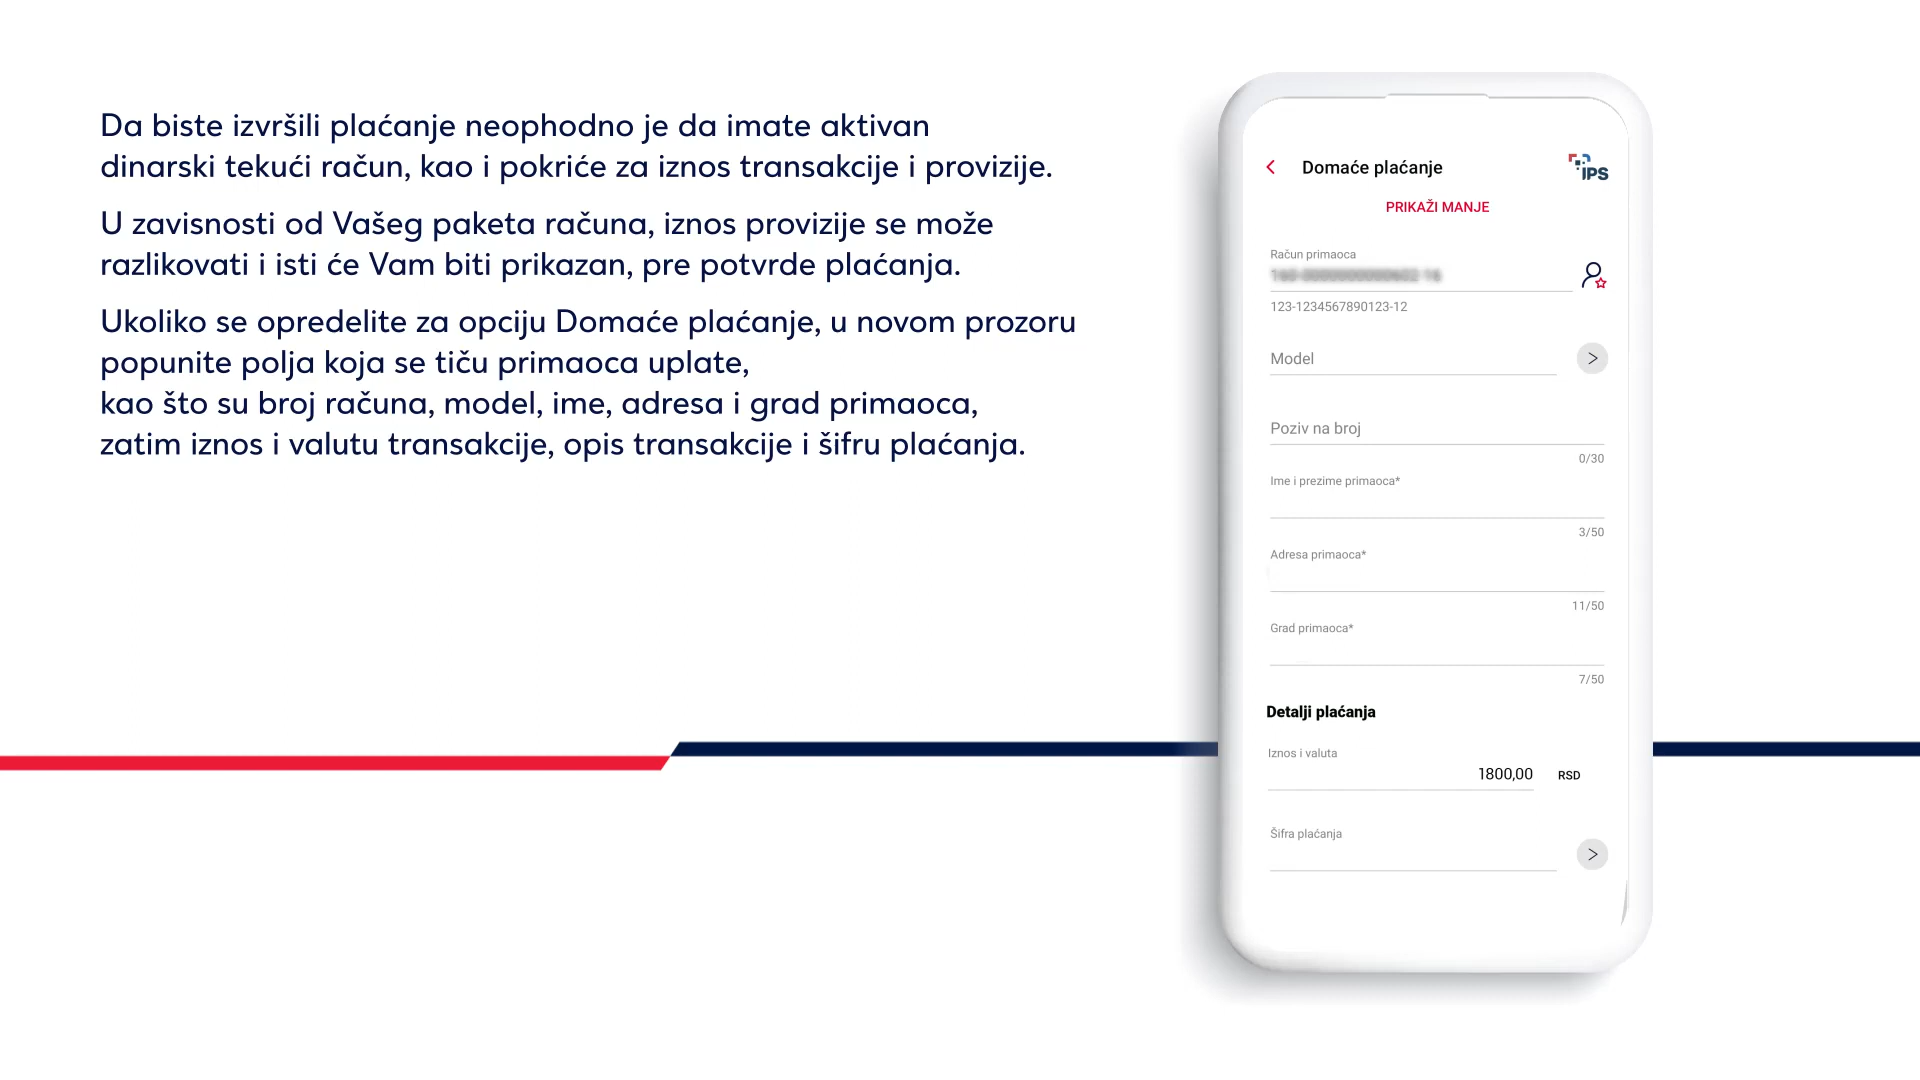 Da biste izvršili plaćanje neophodno je da imate aktivan
dinarski tekući račun, kao i pokriće za iznos transakcije i provizije.
U zavisnosti od Vašeg paketa računa, iznos provizije se može
razlikovati i isti će Vam biti prikazan, pre potvrde plaćanja.
Ukoliko se opredelite za opciju Domaće plaćanje, u novom prozoru
popunite polja koja se tiču primaoca uplate,
kao što su broj računa, model, ime, adresa i grad primaoca,
zatim iznos i valutu transakcije, opis transakcije i šifru plaćanja.
Domaće plaćanje
IPS
PRIKAŽI MANJE
Račun primaoca
123-1234567890123-12
Model
Poziv na broj
0/30
Ime i prezime primaoca*
3/50
Adresa primaoca*
11/50
Grad primaoca*
7/50
Detalji plaćanja
Iznos i valuta
1800,00 RSD
Šifra plaćanja